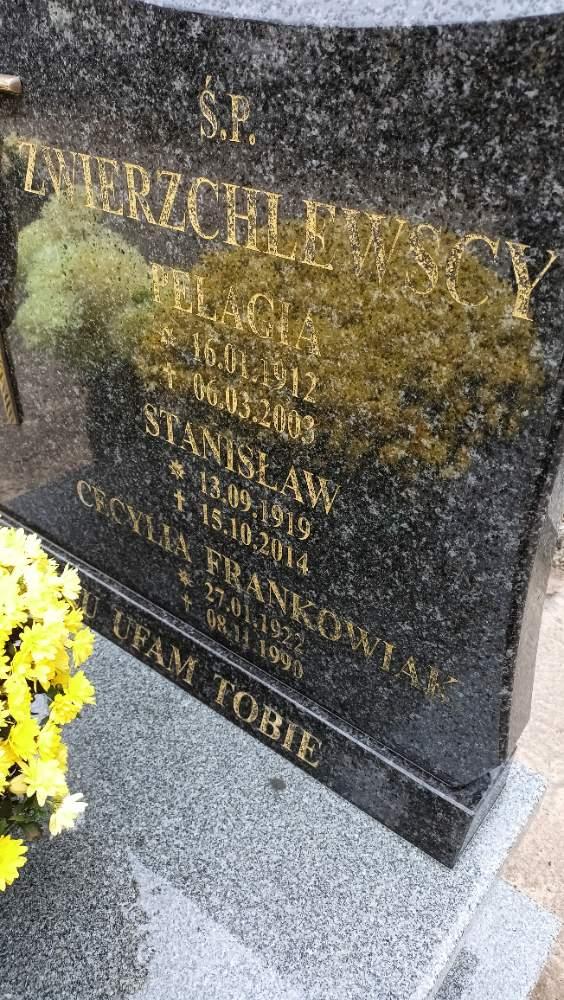 Ś.P.
ZWIERZCHLEWSCY
PELAGIA
* 16.01.1912
† 06.03.2003
STANISŁAW
* 13.09.1919
† 15.10.2014
CECYLIA FRANKOWIAK
* 27.01.1922
† 08.11.1990
U UFAM TOBIE